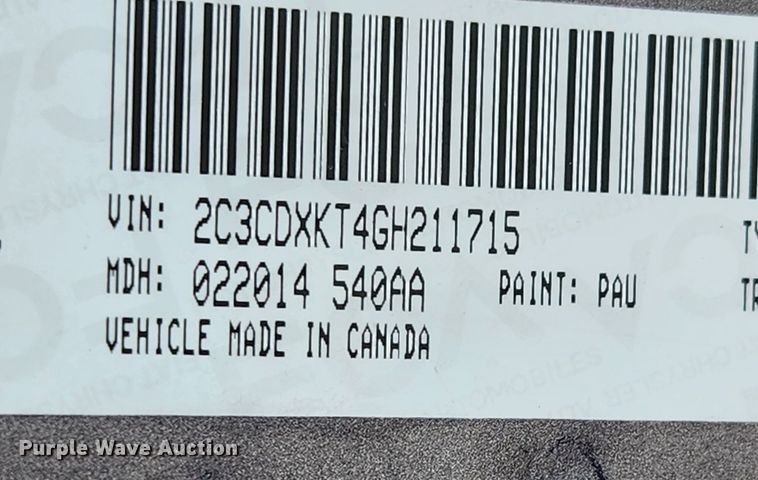 VIN: 2C3CDXKT4GH211715
MDH: 022014 540AA PAINT: PAU
VEHICLE MADE IN CANADA
Purple Wave Auction